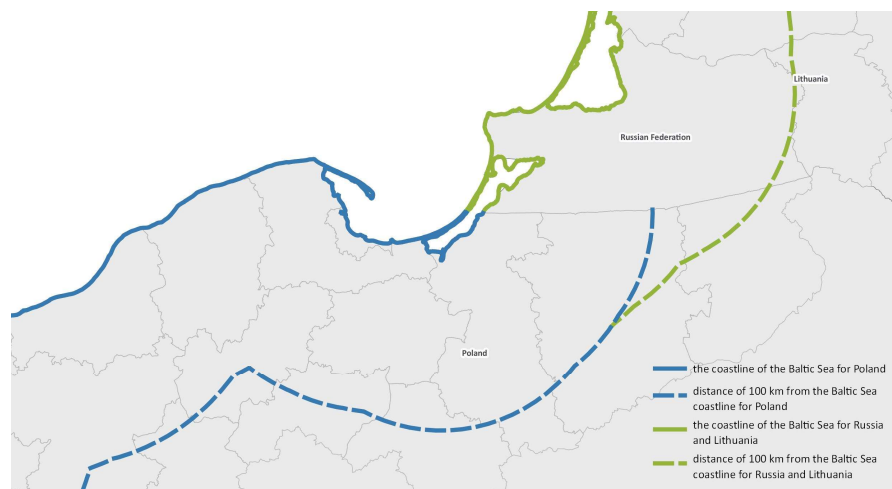 Lithuania
Russian Federation
Poland
the coastline of the Baltic Sea for Poland
distance of 100 km from the Baltic Sea
coastline for Poland
the coastline of the Baltic Sea for Russia
and Lithuania
distance of 100 km from the Baltic Sea
coastline for Russia and Lithuania